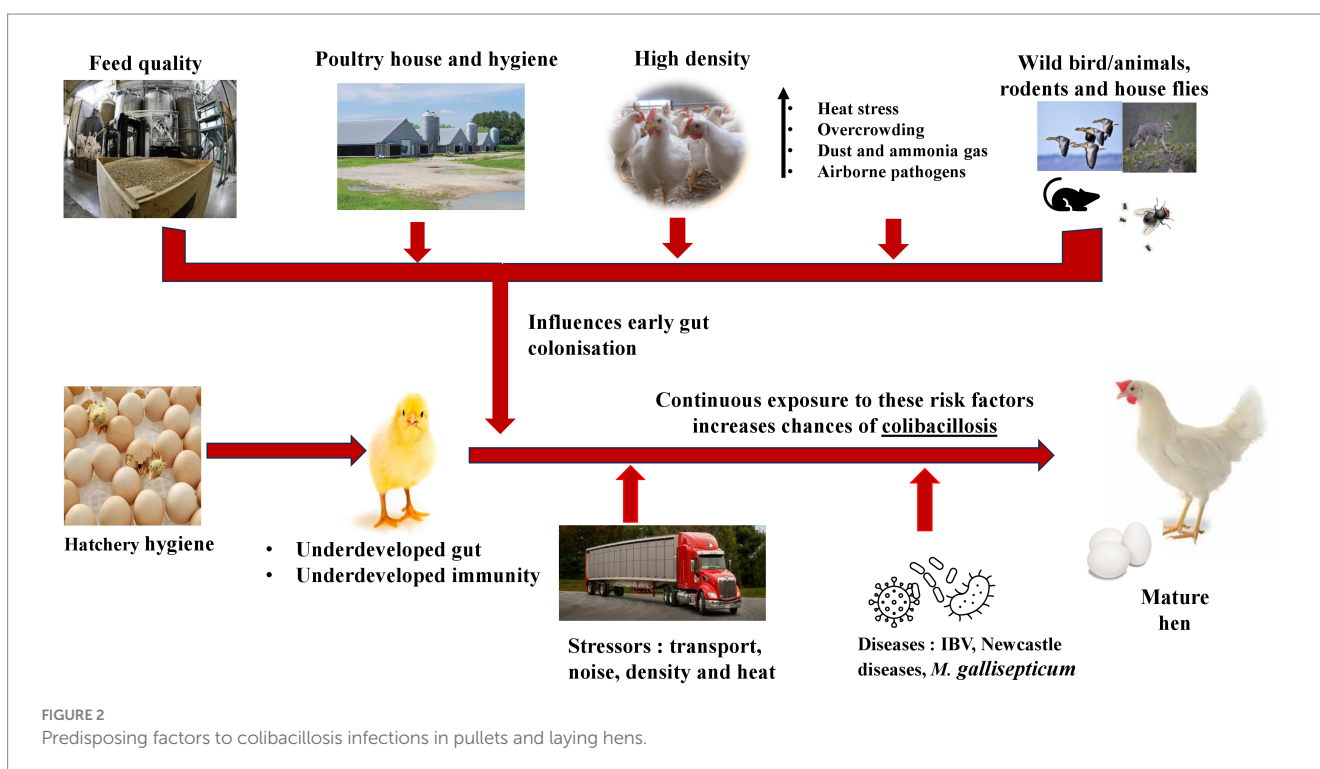 Feed quality
Poultry house and hygiene
High density
• Heat stress
• Overcrowding
• Dust and ammonia gas
• Airborne pathogens
Wild bird/animals,
rodents and house flies
Influences early gut
colonisation
Continuous exposure to these risk factors
increases chances of colibacillosis
Hatchery hygiene
• Underdeveloped gut
• Underdeveloped immunity
Stressors : transport,
noise, density and heat
Diseases : IBV, Newcastle
diseases, M. gallisepticum
Mature
hen
FIGURE 2
Predisposing factors to colibacillosis infections in pullets and laying hens.